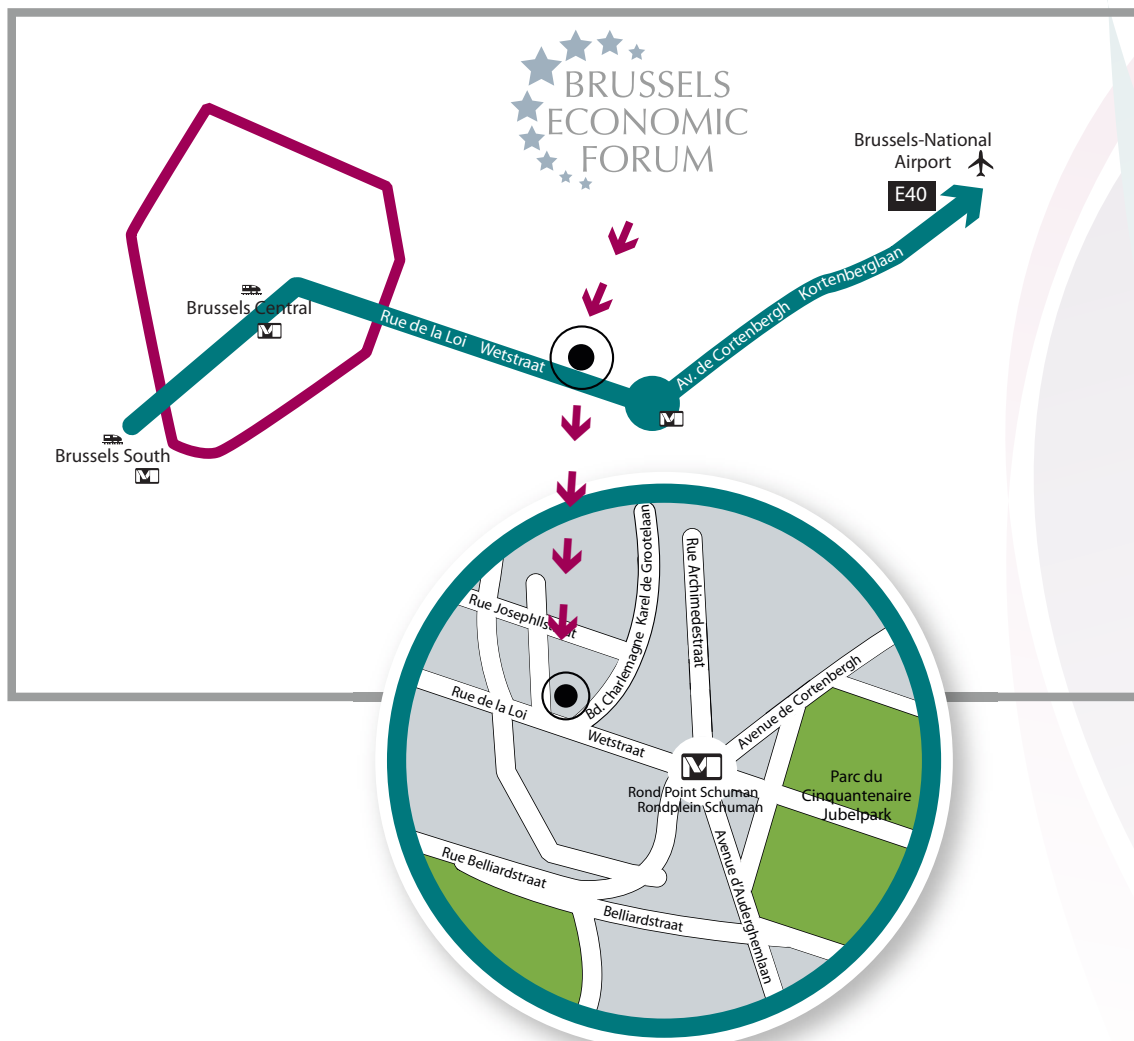 BRUSSELS
ECONOMIC
FORUM
Brussels-National
Airport
E40
Brussels Central
Rue de la Loi Wetstraat
Av. de Cortenbergh Kortenberglaan
Brussels South
Bd. Charlemagne Karel de Grootelaan
Rue Archimedestraat
Rue JosephIIstraat
Rue de la Loi
Wetstraat
Avenue de Cortenbergh
Rond Point Schuman
Rondplein Schuman
Parc du
Cinquantenaire
Jubelpark
Rue Belliardstraat
Belliardstraat
Avenue d'Auderghemlaan